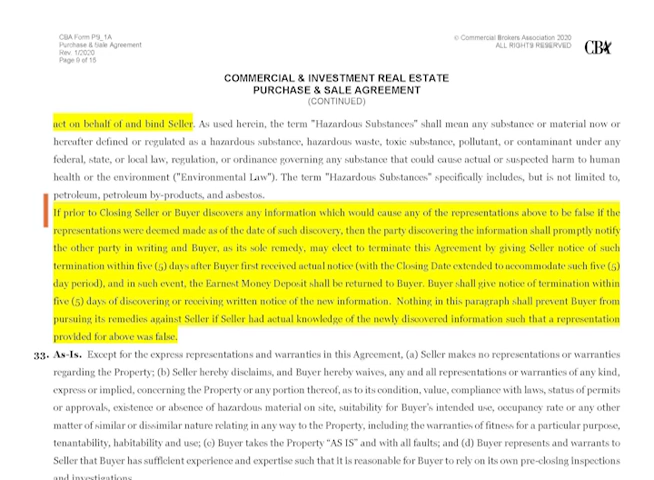 CBA Form PS_1A
Purchase & Sale Agreement
Rev. 1/2020
Page 9 of 15
© Commercial Brokers Association 2020
ALL RIGHTS RESERVED
CBA
COMMERCIAL & INVESTMENT REAL ESTATE
PURCHASE & SALE AGREEMENT
(CONTINUED)
act on behalf of and bind Seller. As used herein, the term "Hazardous Substances" shall mean any substance or material now or
hereafter defined or regulated as a hazardous substance, hazardous waste, toxic substance, pollutant, or contaminant under any
federal, state, or local law, regulation, or ordinance governing any substance that could cause actual or suspected harm to human
health or the environment ("Environmental Law"). The term "Hazardous Substances" specifically includes, but is not limited to,
petroleum, petroleum by-products, and asbestos.
If prior to Closing Seller or Buyer discovers any information which would cause any of the representations above to be false if the
representations were deemed made as of the date of such discovery, then the party discovering the information shall promptly notify
the other party in writing and Buyer, as its sole remedy, may elect to terminate this Agreement by giving Seller notice of such
termination within five (5) days after Buyer first received actual notice (with the Closing Date extended to accommodate such five (5)
day period), and in such event, the Earnest Money Deposit shall be returned to Buyer. Buyer shall give notice of termination within
five (5) days of discovering or receiving written notice of the new information. Nothing in this paragraph shall prevent Buyer from
pursuing its remedies against Seller if Seller had actual knowledge of the newly discovered information such that a representation
provided for above was false.
33. As-Is. Except for the express representations and warranties in this Agreement, (a) Seller makes no representations or warranties
regarding the Property; (b) Seller hereby disclaims, and Buyer hereby waives, any and all representations or warranties of any kind,
express or implied, concerning the Property or any portion thereof, as to its condition, value, compliance with laws, status of permits
or approvals, existence or absence of hazardous material on site, suitability for Buyer's intended use, occupancy rate or any other
matter of similar or dissimilar nature relating in any way to the Property, including the warranties of fitness for a particular purpose,
tenantability, habitability and use; (c) Buyer takes the Property "AS IS" and with all faults; and (d) Buyer represents and warrants to
Seller that Buyer has sufficient experience and expertise such that it is reasonable for Buyer to rely on its own pre-closing inspections
and investigations.